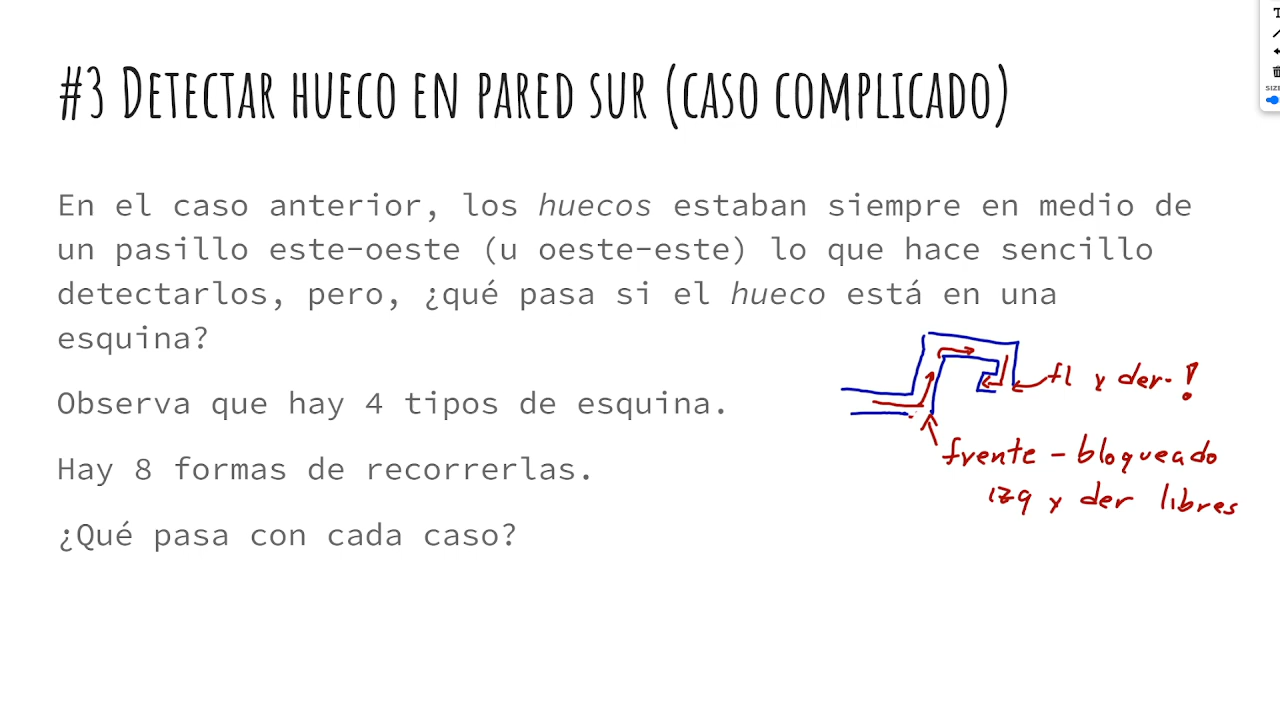 #3 Detectar hueco en pared sur (caso complicado)
En el caso anterior, los huecos estaban siempre en medio de
un pasillo este-oeste (u oeste-este) lo que hace sencillo
detectarlos, pero, ¿qué pasa si el hueco está en una
esquina?
Observa que hay 4 tipos de esquina.
Hay 8 formas de recorrerlas.
¿Qué pasa con cada caso?
y der. !
frente - bloqueado
izq y der libres
SIZE